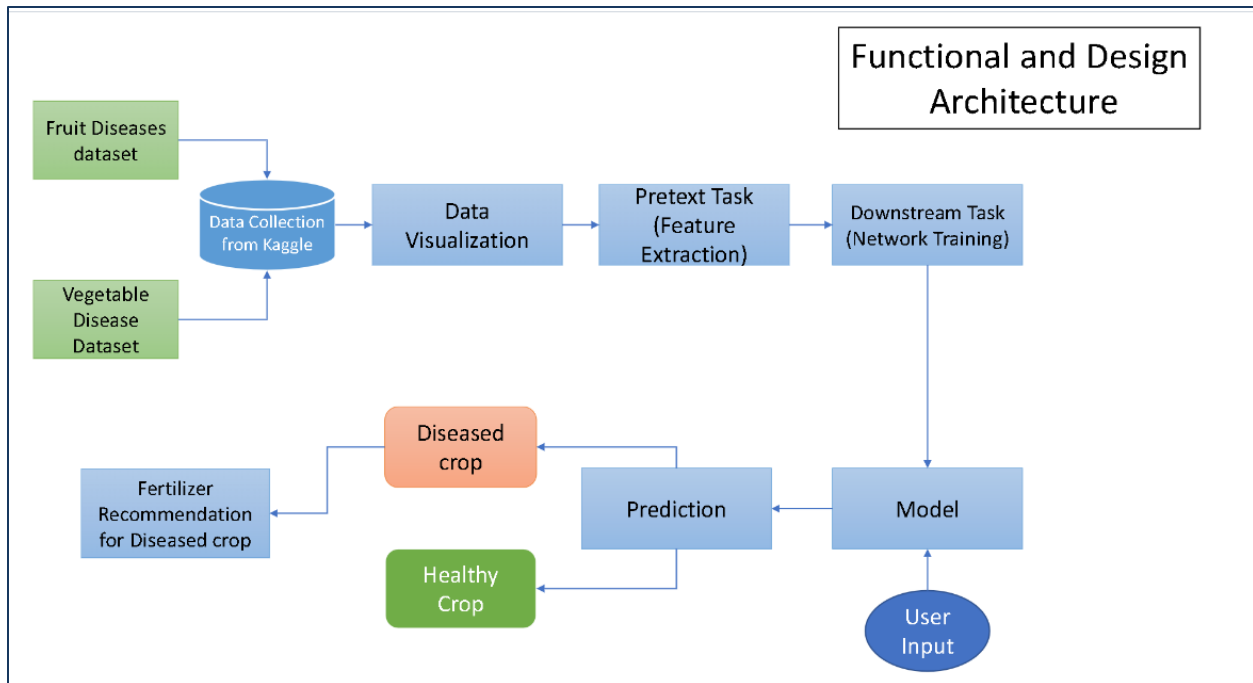 Functional and Design
Architecture
Fruit Diseases
dataset
Data Collection
from Kaggle
Data
Visualization
Pretext Task
(Feature
Extraction)
Downstream Task
(Network Training)
Vegetable
Disease
Dataset
Diseased
crop
Fertilizer
Recommendation
for Diseased crop
Prediction
Model
Healthy
Crop
User
Input